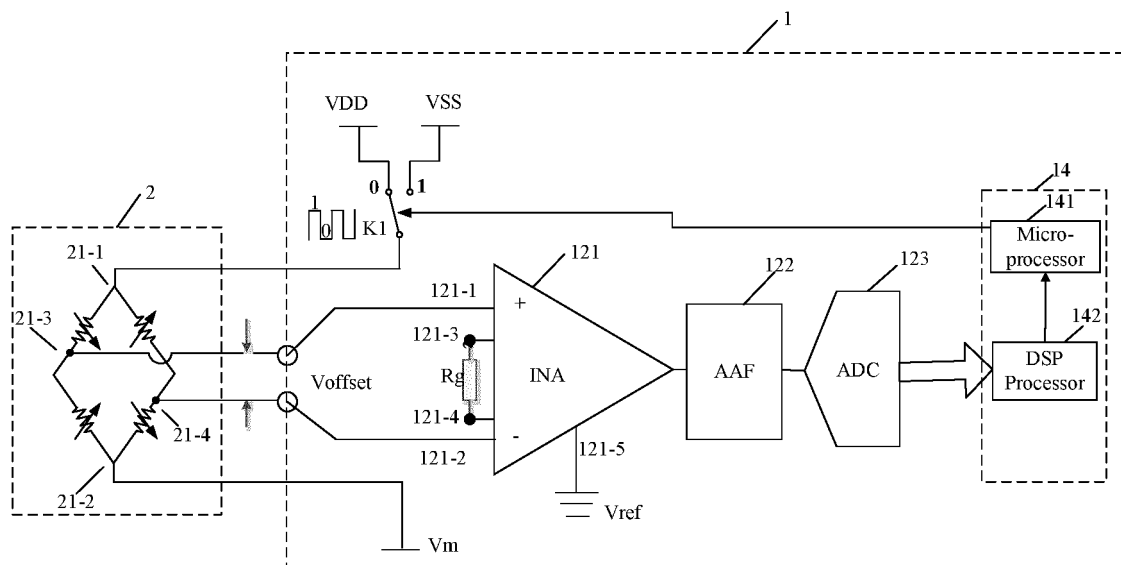 1
VDD
VSS
0
1
14
2
1
0
K1
141
Micro-
processor
21-1
121
122
123
121-1
+
142
21-3
121-3
Voffset
Rg
INA
AAF
ADC
DSP
Processor
121-4
21-4
-
121-2
121-5
21-2
Vref
Vm